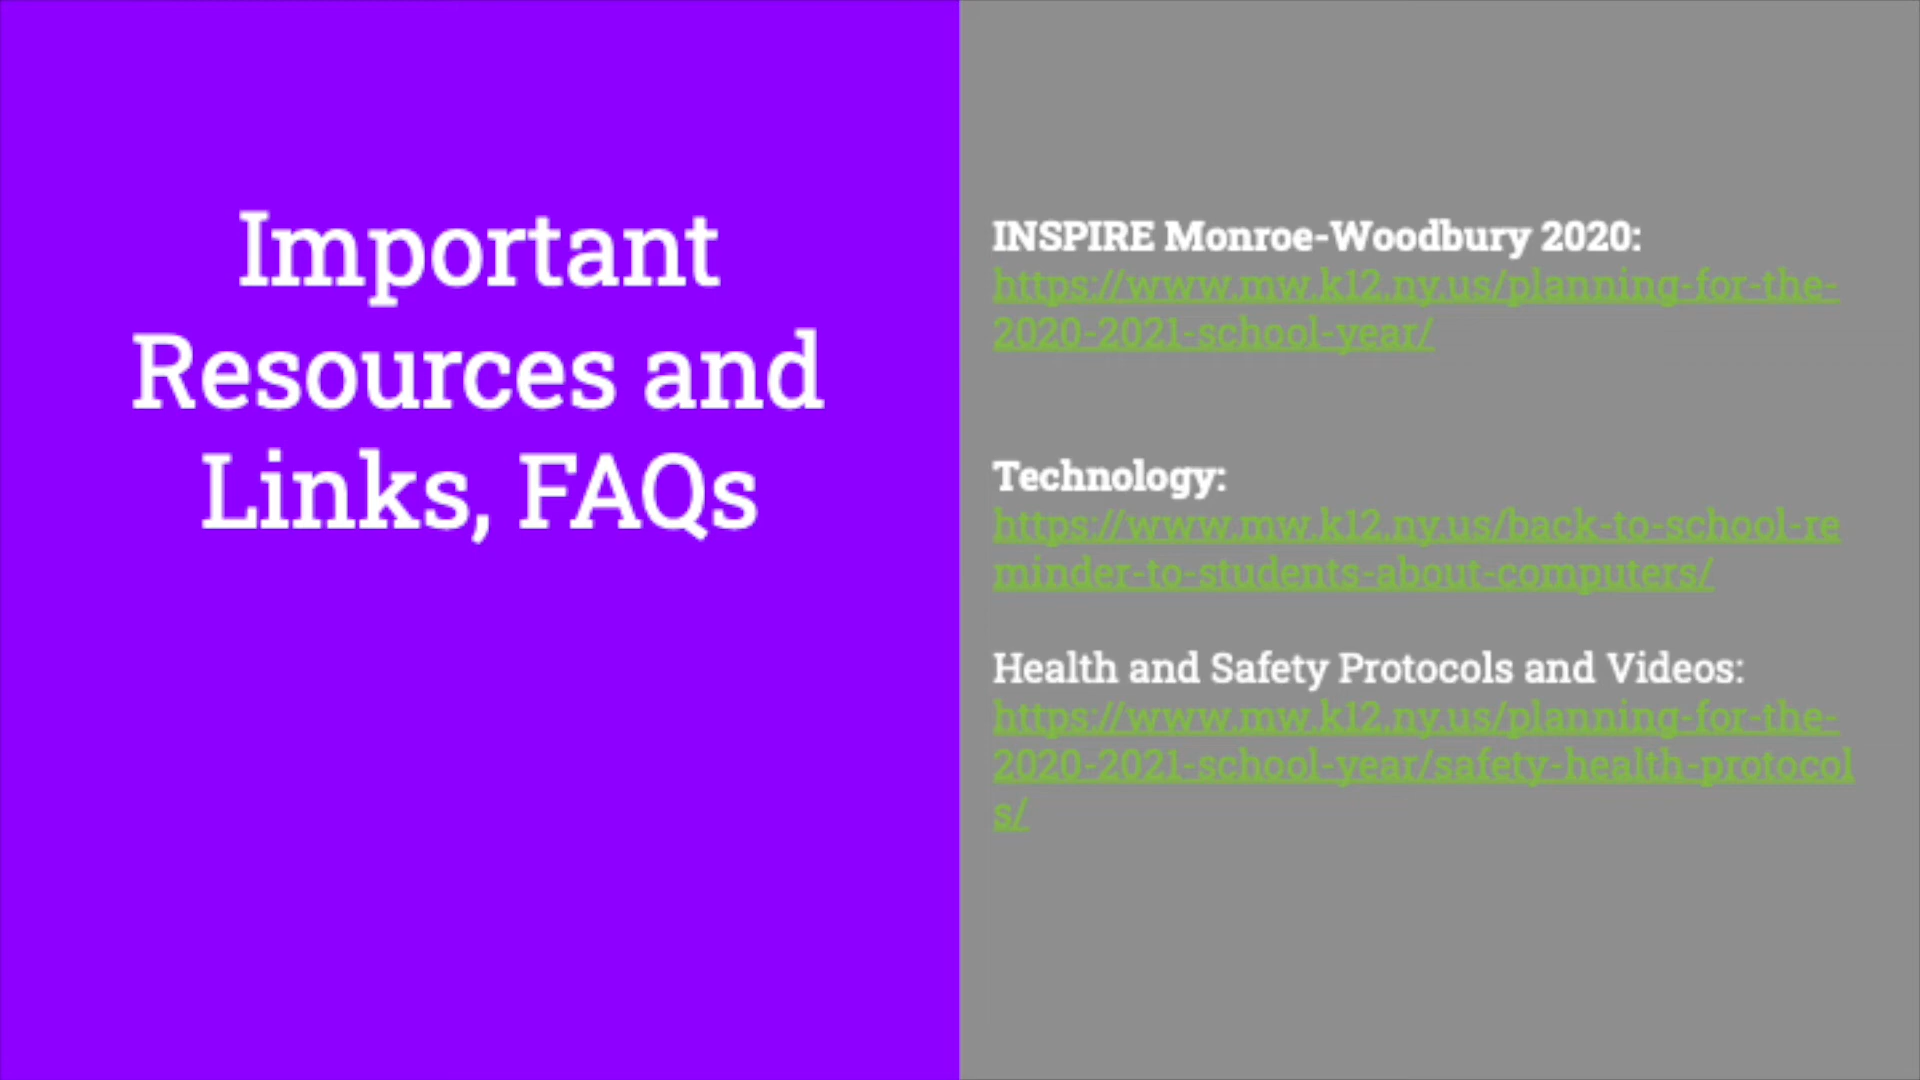 Important
Resources and
Links, FAQs
INSPIRE Monroe-Woodbury 2020:
https://www.mw.k12.ny.us/planning-for-the-
2020-2021-school-year/
Technology:
https://www.mw.k12.ny.us/back-to-school-re
minder-to-students-about-computers/
Health and Safety Protocols and Videos:
https://www.mw.k12.ny.us/planning-for-the-
2020-2021-school-year/safety-health-protocol
s/